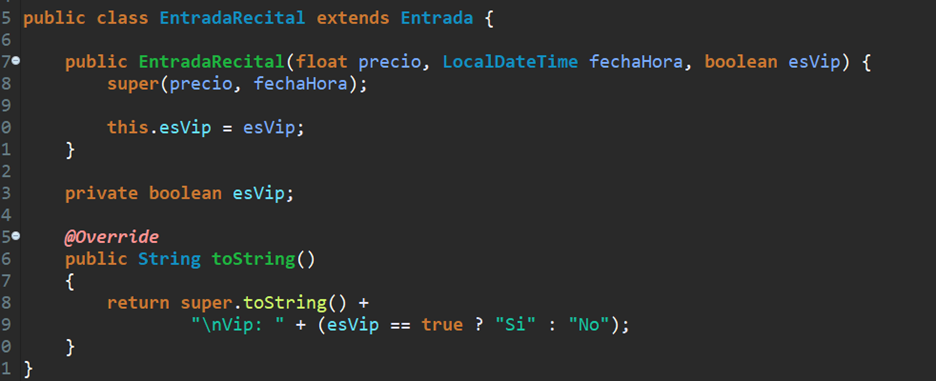 5 public class EntradaRecital extends Entrada {
6
7 public EntradaRecital(float precio, LocalDateTime fechaHora, boolean esVip) {
8 super(precio, fechaHora);
9
0 this.esVip = esVip;
1 }
2
3 private boolean esVip;
4
5 @Override
6 public String toString()
7 {
8 return super.toString() +
9 "\nVip: " + (esVip == true ? "Si" : "No");
0 }
1 }